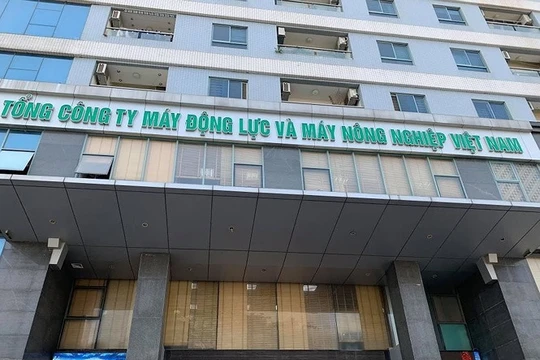 TỔNG CÔNG TY MÁY ĐỘNG LỰC VÀ MÁY NÔNG NGHIỆP VIỆT NAM